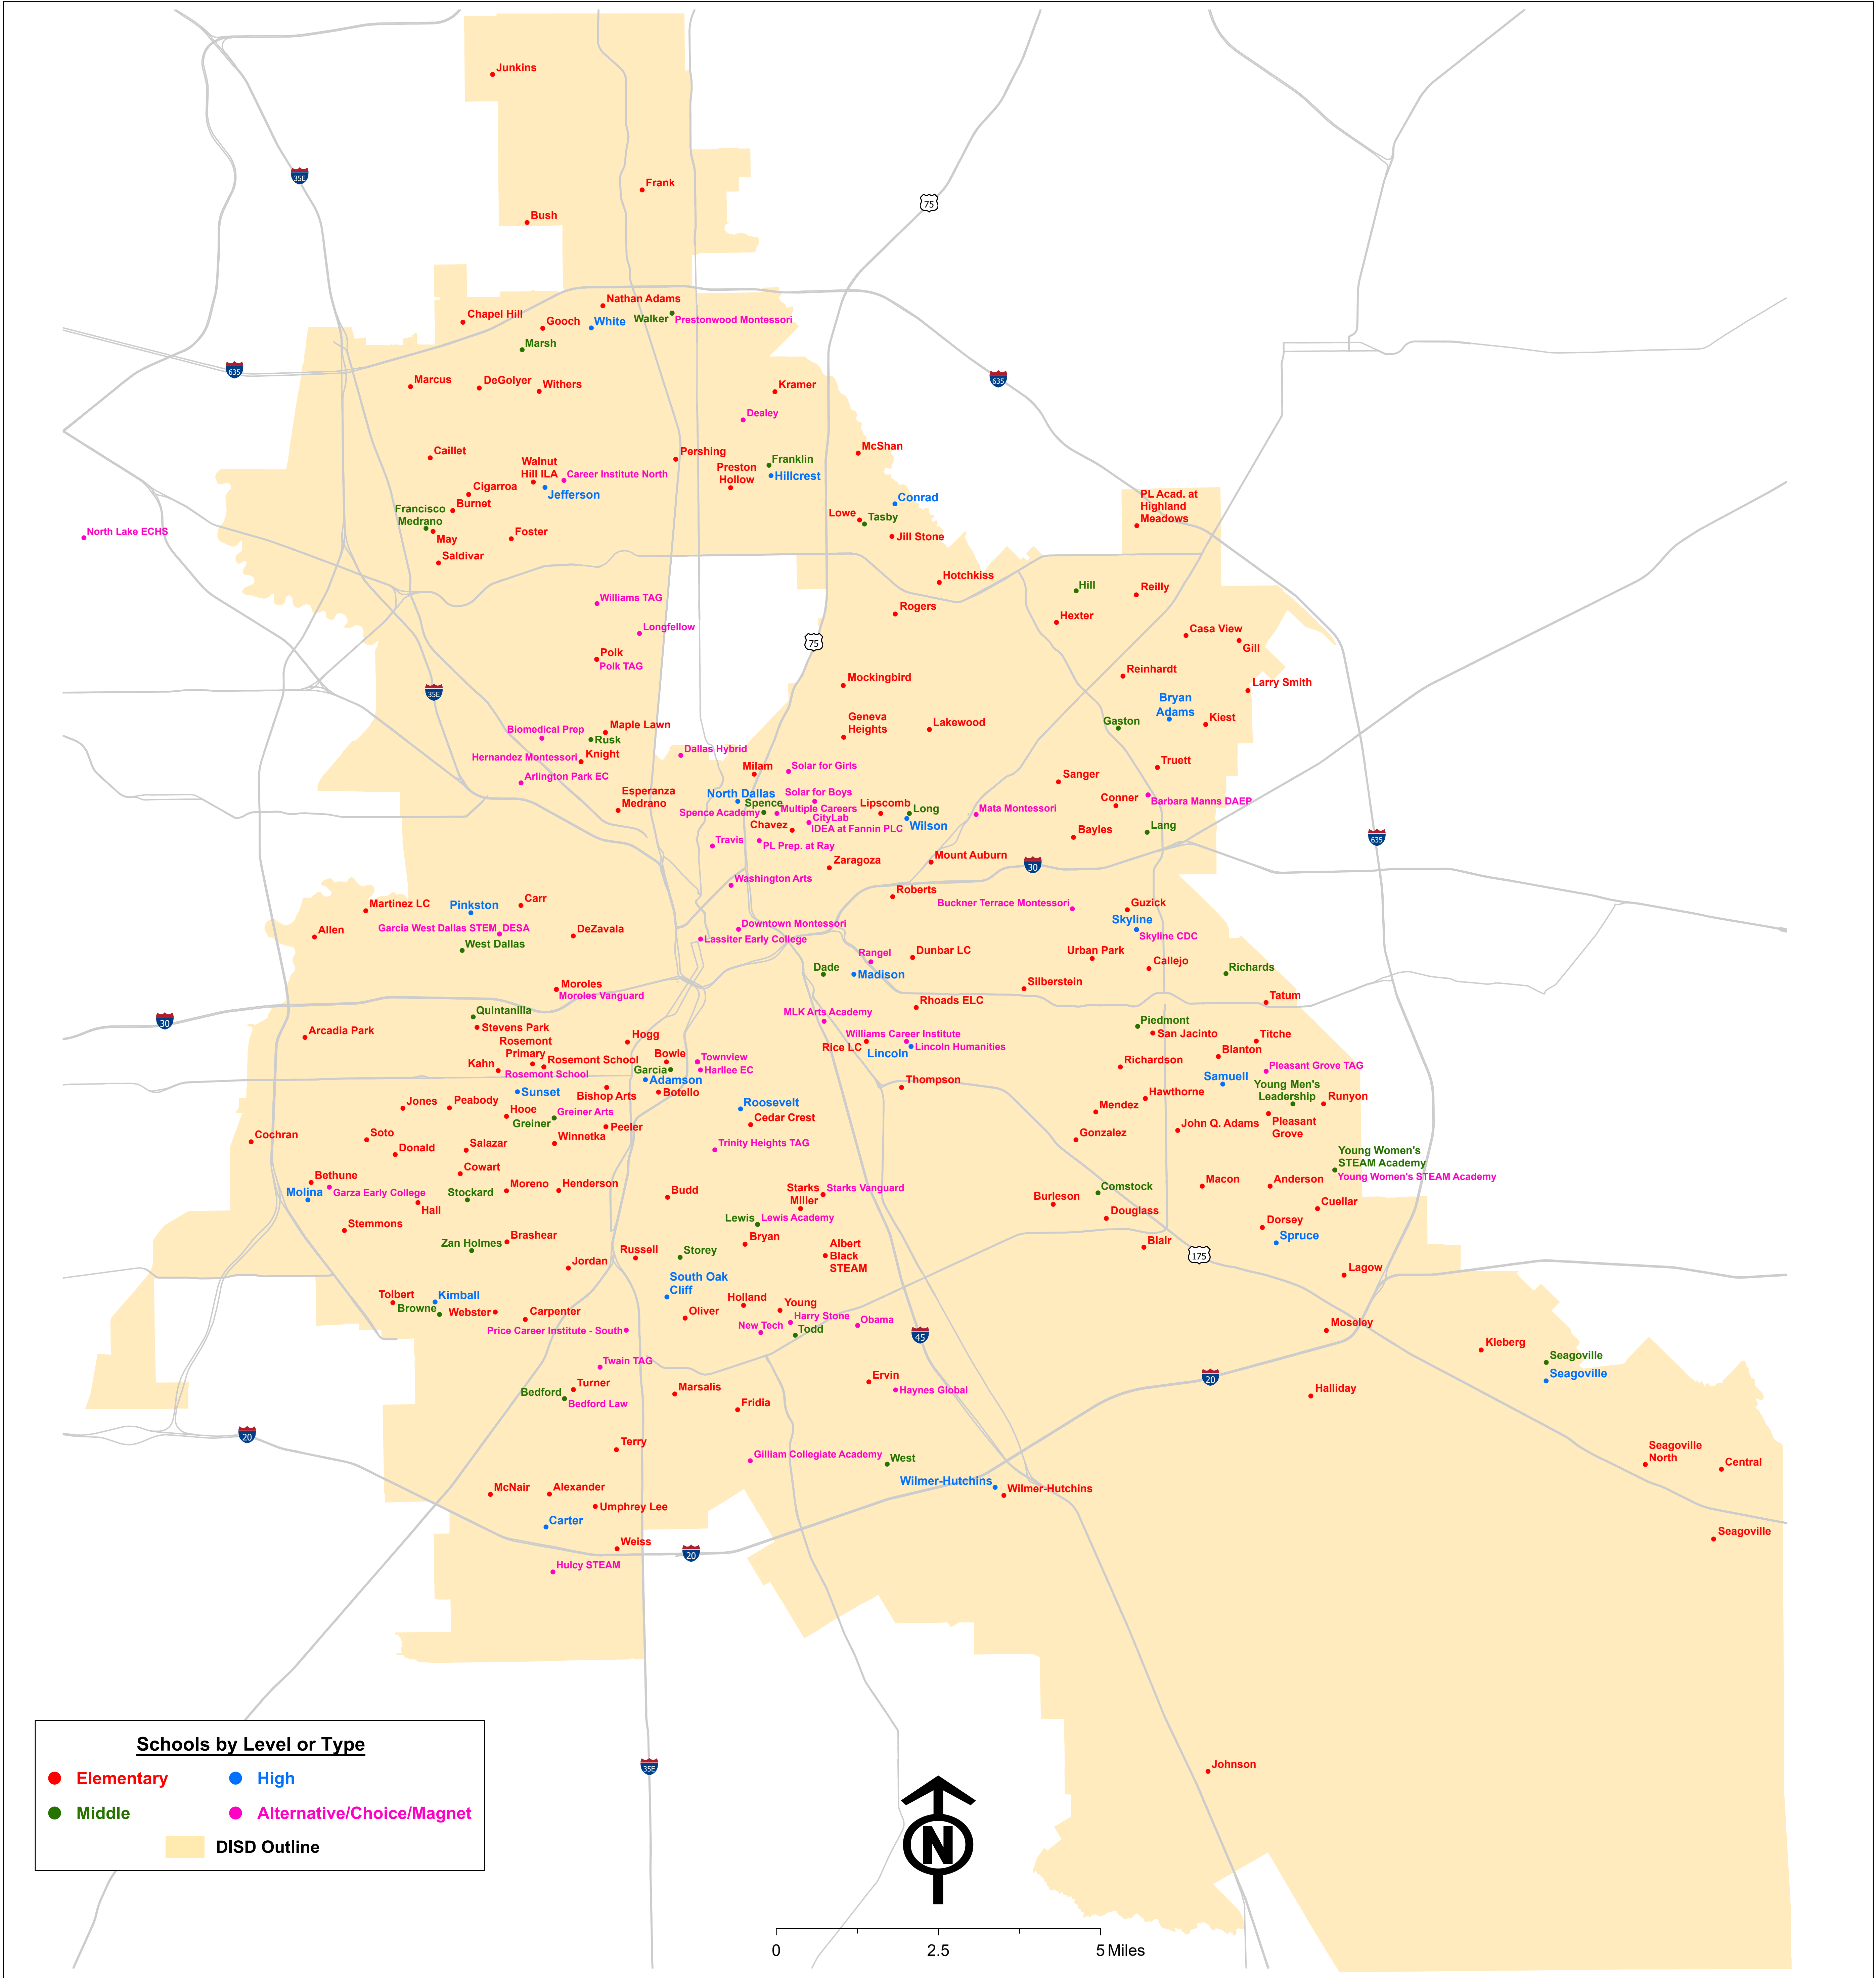 Junkins
35E
Frank
75
Bush
Nathan Adams
Chapel Hill
Gooch
White
Walker
Prestonwood Montessori
Marsh
635
635
Marcus
DeGolyer
Withers
Kramer
Dealey
McShan
Caillet
Walnut
Hill ILA
Career Institute North
Pershing
Preston
Hollow
Franklin
Hillcrest
Cigarroa
Jefferson
Burnet
Francisco
Medrano
May
Foster
Saldivar
Conrad
Lowe
Tasby
Jill Stone
PL Acad. at
Highland
Meadows
North Lake ECHS
Hotchkiss
Hill
Reilly
Rogers
Hexter
Williams TAG
Longfellow
Casa View
Gill
75
Polk
Polk TAG
Reinhardt
Larry Smith
Mockingbird
35E
Bryan
Adams
Kiest
Gaston
Geneva
Heights
Lakewood
Maple Lawn
Biomedical Prep
Rusk
Hernandez Montessori
Knight
Arlington Park EC
Dallas Hybrid
Milam
Solar for Girls
Truett
Sanger
Esperanza
Medrano
North Dallas
Solar for Boys
Spence
Spence Academy
Multiple Careers
CityLab
IDEA at Fannin PLC
Chavez
Lipscomb
Long
Wilson
Mata Montessori
Conner
Barbara Manns DAEP
Bayles
Lang
635
Travis
PL Prep. at Ray
Zaragoza
Mount Auburn
30
Washington Arts
Roberts
Buckner Terrace Montessori
Guzick
Skyline
Skyline CDC
Martinez LC
Pinkston
Carr
Allen
Garcia West Dallas STEM
DESA
West Dallas
DeZavala
Downtown Montessori
Lassiter Early College
Rangel
Dunbar LC
Urban Park
Callejo
Dade
Madison
Richards
Silberstein
Moroles
Moroles Vanguard
Rhoads ELC
Tatum
Quintanilla
Stevens Park
MLK Arts Academy
Piedmont
San Jacinto
Titche
30
Arcadia Park
Rosemont
Primary
Hogg
Williams Career Institute
Rice LC
Lincoln
Lincoln Humanities
Blanton
Kahn
Rosemont School
Rosemont School
Bowie
Garcia
Townview
Harllee EC
Richardson
Pleasant Grove TAG
Adamson
Samuell
Sunset
Bishop Arts
Botello
Thompson
Hawthorne
Young Men's
Leadership
Runyon
Jones
Peabody
Hooe
Greiner Arts
Greiner
Roosevelt
Cedar Crest
Mendez
Pleasant
Grove
Peeler
John Q. Adams
Cochran
Soto
Donald
Salazar
Winnetka
Trinity Heights TAG
Gonzalez
Young Women's
STEAM Academy
Young Women's STEAM Academy
Cowart
Bethune
Molina
Garza Early College
Hall
Stockard
Moreno
Henderson
Budd
Starks
Starks Vanguard
Miller
Burleson
Comstock
Douglass
Macon
Anderson
Cuellar
Dorsey
Spruce
Stemmons
Lewis
Lewis Academy
Bryan
Zan Holmes
Brashear
Russell
Storey
Albert
Black
STEAM
Blair
175
Jordan
Lagow
South Oak
Cliff
Tolbert
Kimball
Browne
Webster
Carpenter
Price Career Institute - South
Holland
Young
Oliver
Harry Stone
New Tech
Todd
Obama
45
Moseley
Kleberg
Seagoville
Seagoville
Twain TAG
Turner
Bedford
Bedford Law
Marsalis
Fridia
Ervin
Haynes Global
20
Halliday
20
Terry
Gilliam Collegiate Academy
West
Seagoville
North
Central
Wilmer-Hutchins
Wilmer-Hutchins
McNair
Alexander
Umphrey Lee
Carter
Weiss
20
Hulcy STEAM
Seagoville
Johnson
35E
Schools by Level or Type
Elementary
High
Middle
Alternative/Choice/Magnet
DISD Outline
N
0
2.5
5 Miles